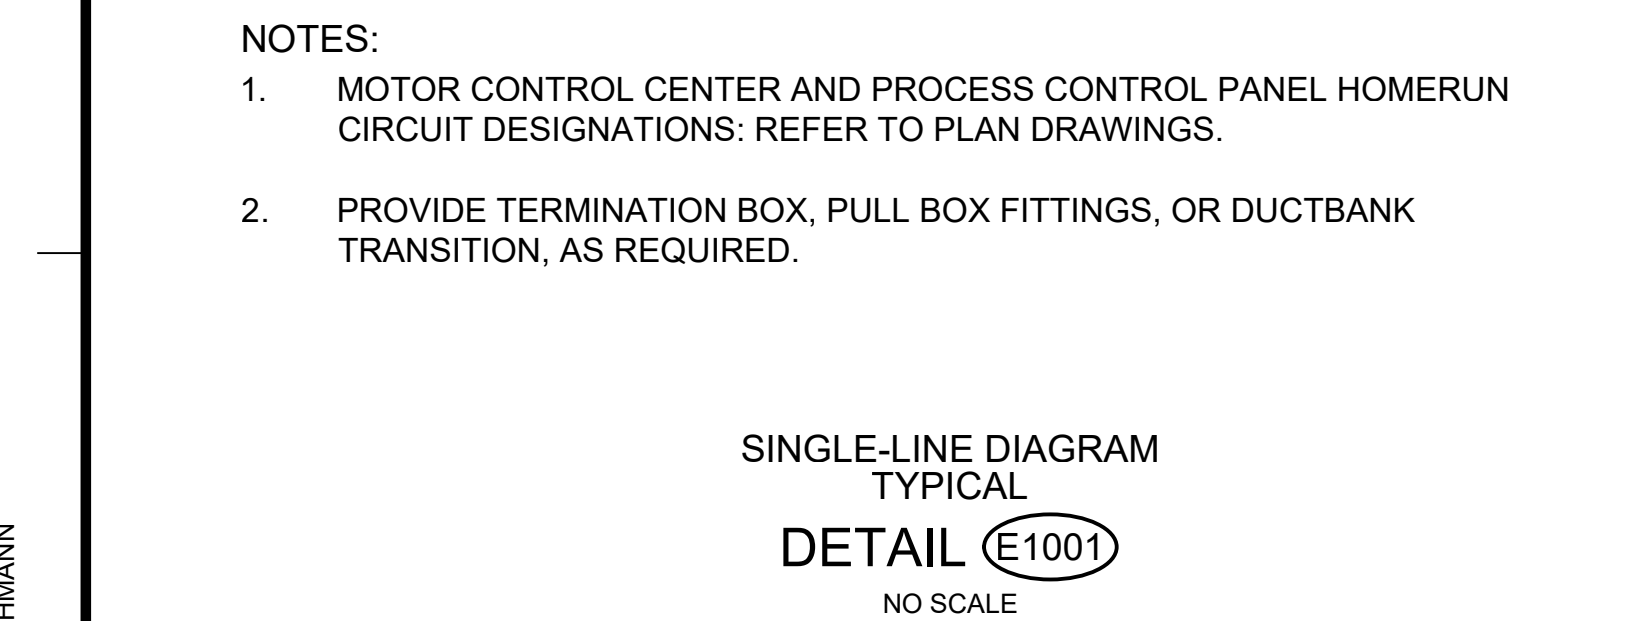 NOTES:
1. MOTOR CONTROL CENTER AND PROCESS CONTROL PANEL HOMERUN
CIRCUIT DESIGNATIONS: REFER TO PLAN DRAWINGS.
2. PROVIDE TERMINATION BOX, PULL BOX FITTINGS, OR DUCTBANK
TRANSITION, AS REQUIRED.
SINGLE-LINE DIAGRAM
TYPICAL
DETAIL E1001
NO SCALE
HMANN